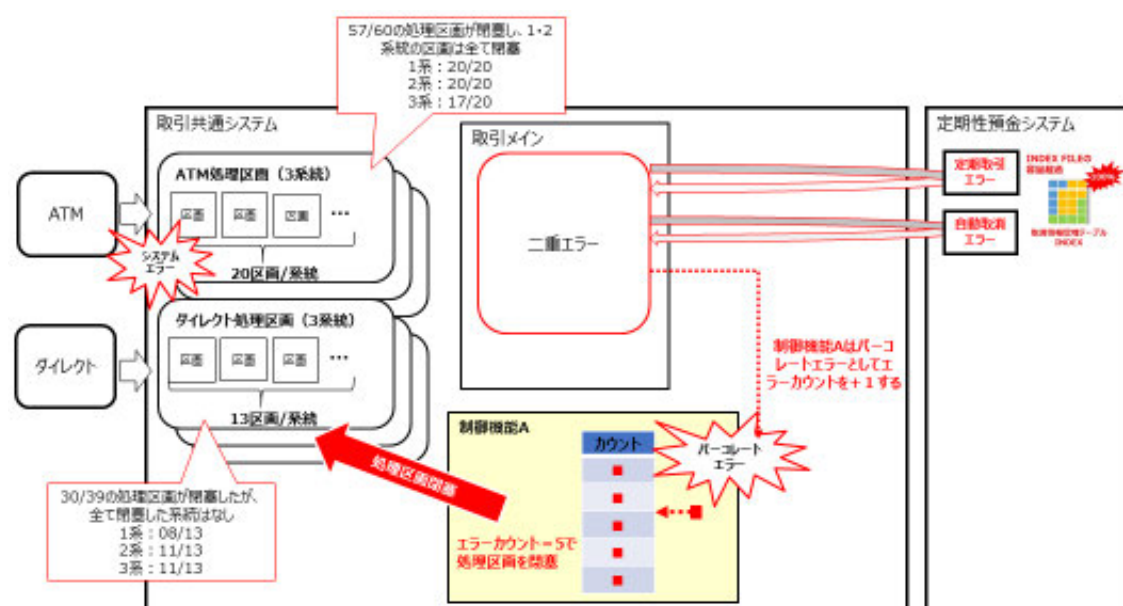 57/60の処理区画が閉塞し、1・2
系統の区画は全て閉塞
1系：20/20
2系：20/20
3系：17/20
取引共通システム
取引メイン
定期性預金システム
ATM処理区画（3系統）
区画
区画
区画
…
20区画/系統
ATM
システム
エラー
二重エラー
定期取引
エラー
自動取消
エラー
INDEX FILEの
容量超過
INDEX
ダイレクト処理区画（3系統）
区画
区画
区画
…
13区画/系統
ダイレクト
制御機能Aはパーコ
レートエラーとしてエ
ラーカウントを＋１する
制御機能A
カウント
パーコレート
エラー
処理区画閉塞
エラーカウント＝5で
処理区画を閉塞
30/39の処理区画が閉塞したが、
全て閉塞した系統はなし
1系：08/13
2系：11/13
3系：11/13